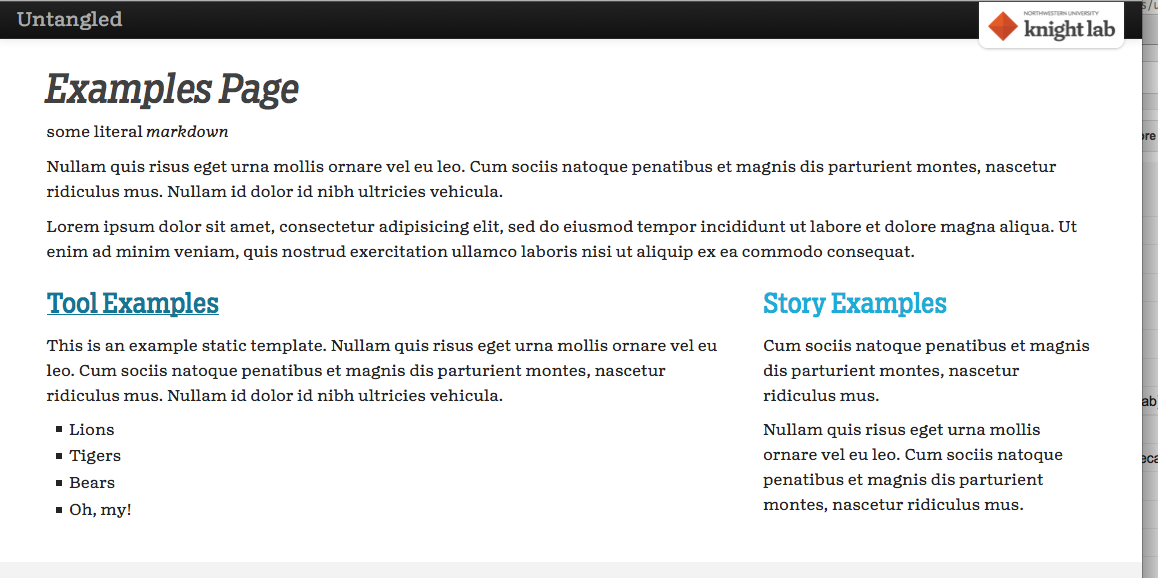 Untangled
NORTHWESTERN UNIVERSITY
knight lab
Examples Page
some literal markdown
Nullam quis risus eget urna mollis ornare vel eu leo. Cum sociis natoque penatibus et magnis dis parturient montes, nascetur
ridiculus mus. Nullam id dolor id nibh ultricies vehicula.
Lorem ipsum dolor sit amet, consectetur adipisicing elit, sed do eiusmod tempor incididunt ut labore et dolore magna aliqua. Ut
enim ad minim veniam, quis nostrud exercitation ullamco laboris nisi ut aliquip ex ea commodo consequat.
Tool Examples
This is an example static template. Nullam quis risus eget urna mollis ornare vel eu
leo. Cum sociis natoque penatibus et magnis dis parturient montes, nascetur
ridiculus mus. Nullam id dolor id nibh ultricies vehicula.
Lions
Tigers
Bears
Oh, my!
Story Examples
Cum sociis natoque penatibus et magnis
dis parturient montes, nascetur
ridiculus mus.
Nullam quis risus eget urna mollis
ornare vel eu leo. Cum sociis natoque
penatibus et magnis dis parturient
montes, nascetur ridiculus mus.